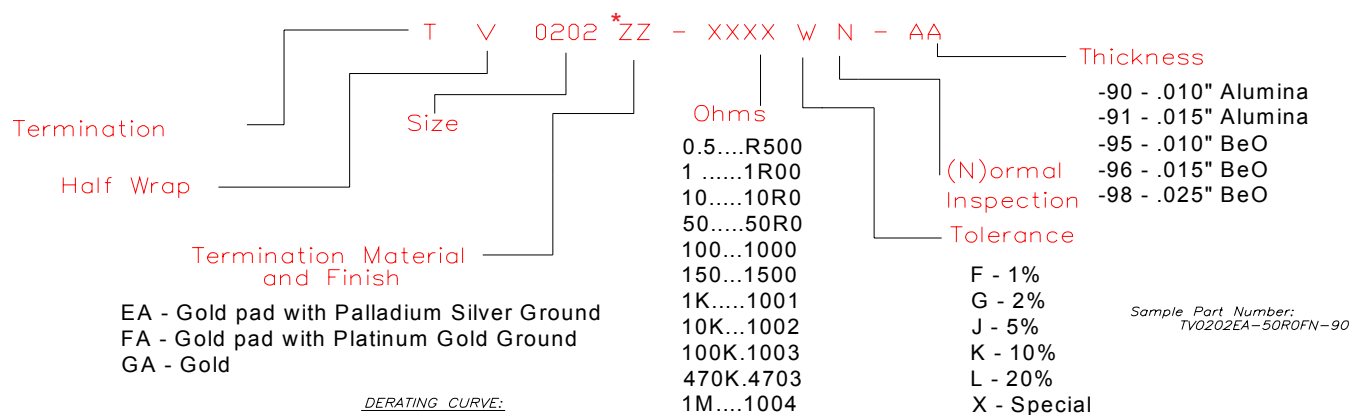 T V 0202 *ZZ - XXXX W N - AA
Thickness
-90 - .010" Alumina
-91 - .015" Alumina
-95 - .010" BeO
-96 - .015" BeO
-98 - .025" BeO
Termination
Size
Half Wrap
Termination Material
and Finish
EA - Gold pad with Palladium Silver Ground
FA - Gold pad with Platinum Gold Ground
GA - Gold
Ohms
0.5....R500
1 ......1R00
10.....10R0
50.....50R0
100...1000
150...1500
1K.....1001
10K...1002
100K.1003
470K.4703
1M....1004
(N)ormal
Inspection
Tolerance
F - 1%
G - 2%
J - 5%
K - 10%
L - 20%
X - Special
Sample Part Number:
TV0202EA-50R0FN-90
DERATING CURVE: